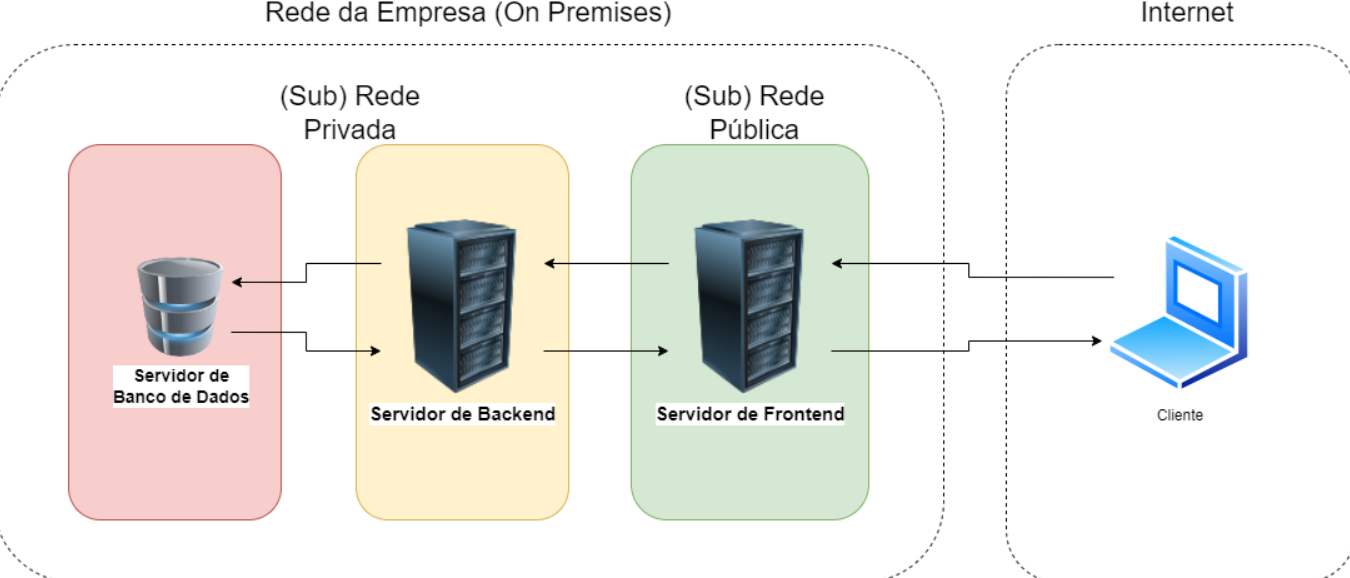 Rede da Empresa (On Premises)
Internet
(Sub) Rede
Privada
(Sub) Rede
Pública
Servidor de
Banco de Dados
Servidor de Backend
Servidor de Frontend
Cliente